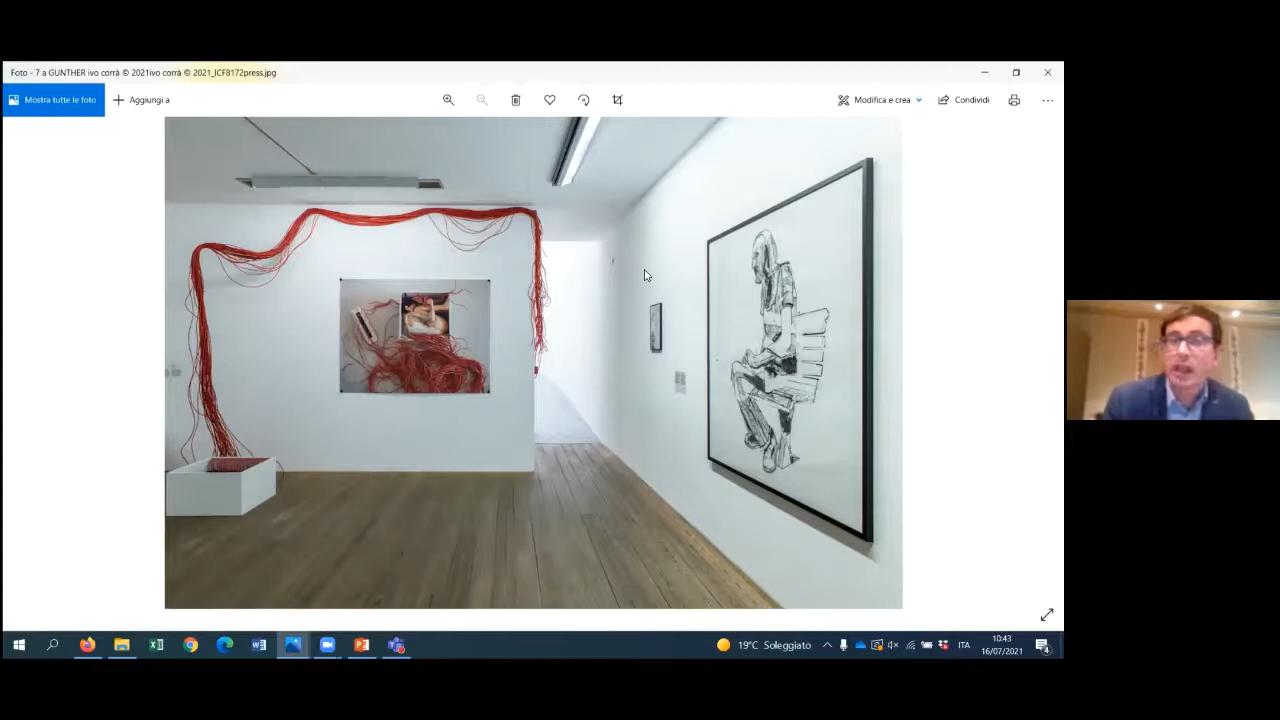 Foto - 7 a GUNTHER ivo corrà © 2021ivo corrà © 2021_ICF8172press.jpg
Mostra tutte le foto
Aggiungi a
Modifica e crea
Condividi
19°C Soleggiato
ITA
10:43
16/07/2021
4